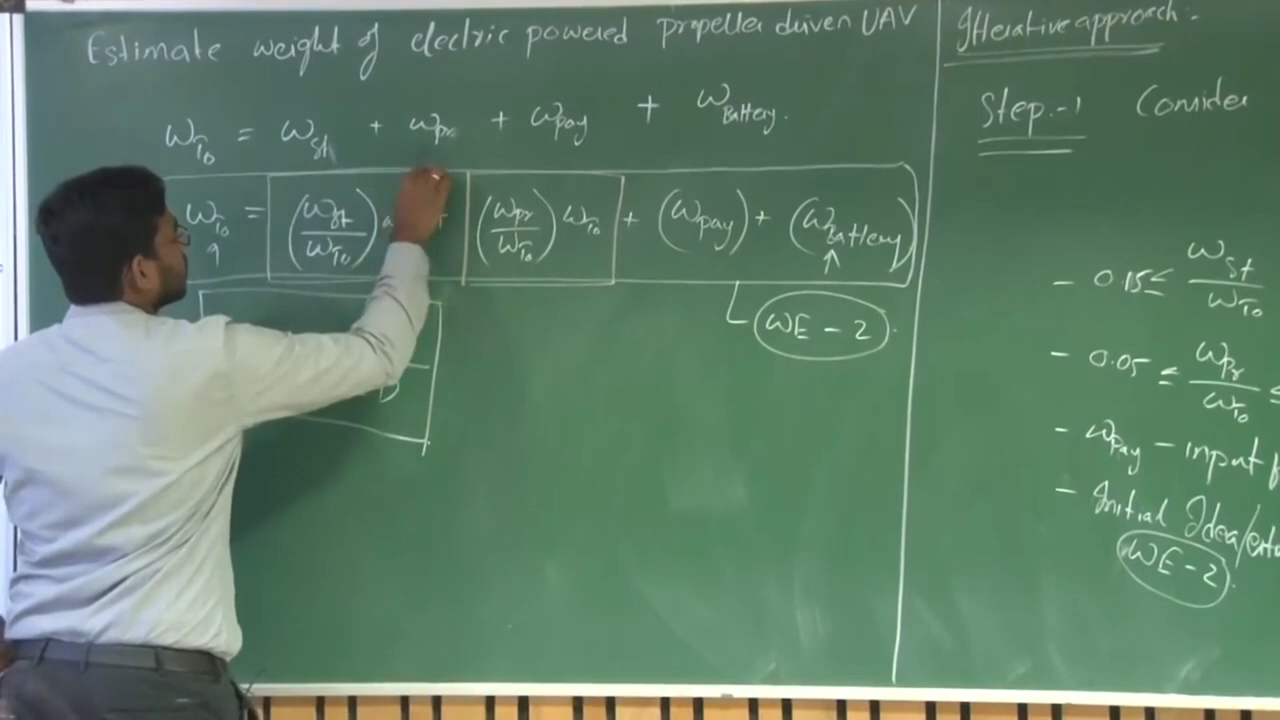 Estimate weight of electric powered propeller driven UAV
W_To = W_st + W_pr + W_pay + W_Battery.
W_To = (W_st / W_To) + (W_pr / W_To) W_To + (W_pay) + (W_Battery)
WE - 2
Itterative approach :-
Step.-1 Consider
- 0.15 ≤ W_st / W_To
- 0.05 ≤ W_pr / W_To ≤
- W_pay - input
- Initial Idea/
WE-2.